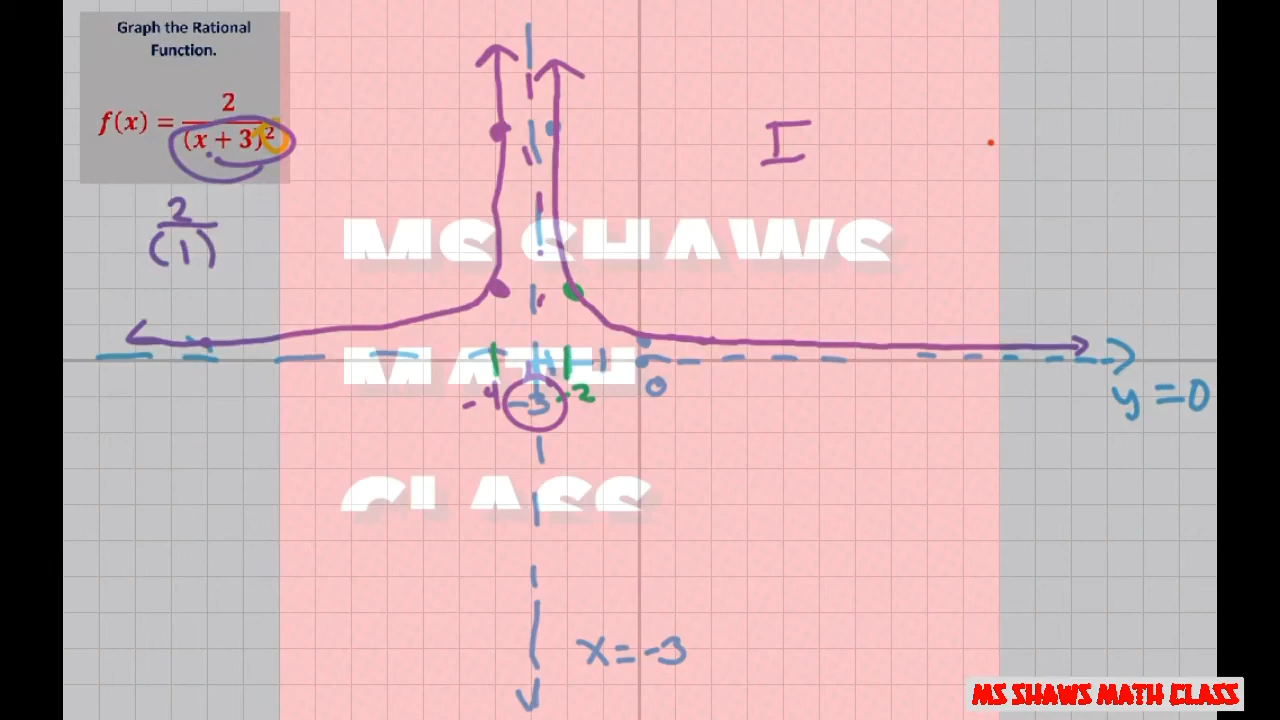 Graph the Rational
Function.
f(x) = 2/(x + 3)²
2
(1)
I
MS SHAWS
MATH
CLASS
-4
-3
-2
-1
0
y = 0
x = -3
MS SHAWS MATH CLASS